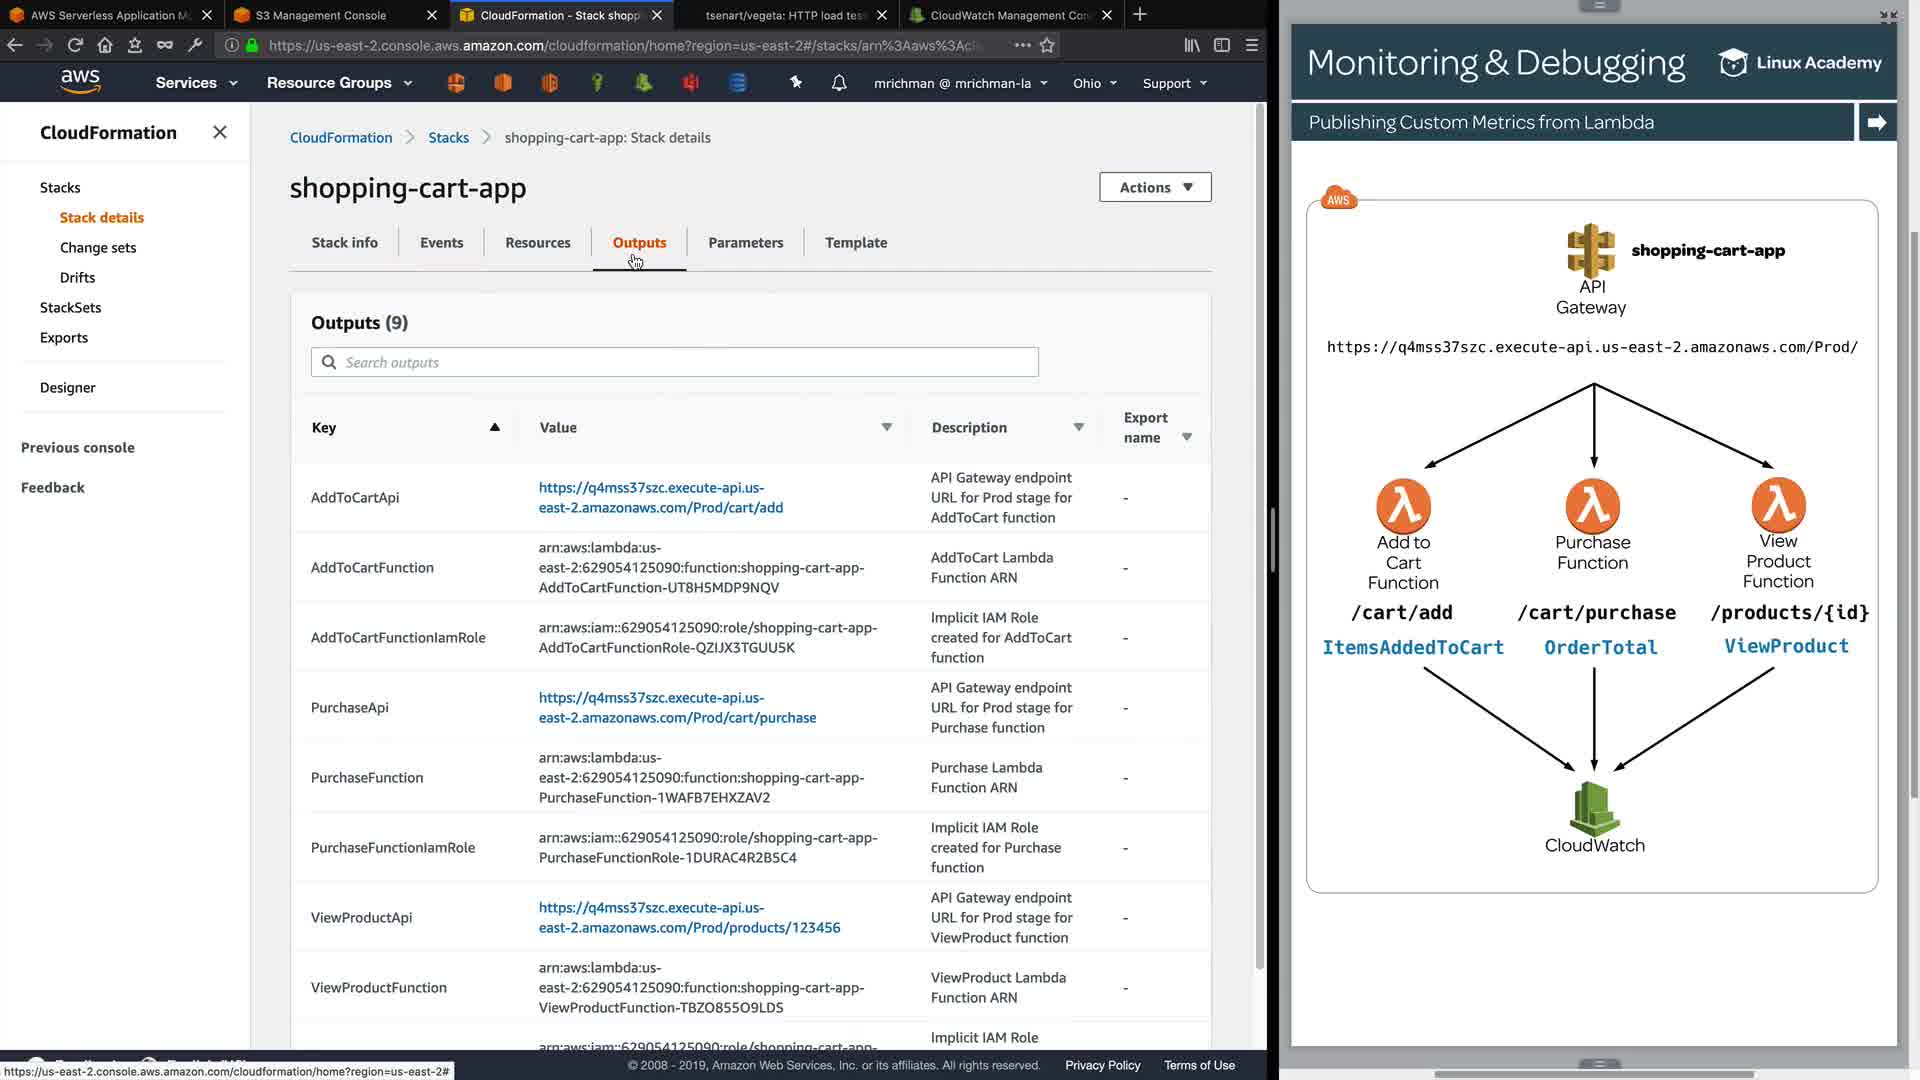 AWS Serverless Application Mo
S3 Management Console
CloudFormation - Stack shopp
tsenart/vegeta: HTTP load tes
CloudWatch Management Con
https://us-east-2.console.aws.amazon.com/cloudformation/home?region=us-east-2#/stacks/arn%3Aaws%3Acl
aws
Services
Resource Groups
mrichman @ mrichman-la
Ohio
Support
CloudFormation
Stacks
Stack details
Change sets
Drifts
StackSets
Exports
Designer
Previous console
Feedback
CloudFormation
Stacks
shopping-cart-app: Stack details
shopping-cart-app
Actions
Stack info
Events
Resources
Outputs
Parameters
Template
Outputs (9)
Search outputs
Key
Value
Description
Export
name
AddToCartApi
https://q4mss37szc.execute-api.us-
east-2.amazonaws.com/Prod/cart/add
API Gateway endpoint
URL for Prod stage for
AddToCart function
-
AddToCartFunction
arn:aws:lambda:us-
east-2:629054125090:function:shopping-cart-app-
AddToCartFunction-UT8H5MDP9NQV
AddToCart Lambda
Function ARN
-
AddToCartFunctionIamRole
arn:aws:iam::629054125090:role/shopping-cart-app-
AddToCartFunctionRole-QZIJX3TGUU5K
Implicit IAM Role
created for AddToCart
function
-
PurchaseApi
https://q4mss37szc.execute-api.us-
east-2.amazonaws.com/Prod/cart/purchase
API Gateway endpoint
URL for Prod stage for
Purchase function
-
PurchaseFunction
arn:aws:lambda:us-
east-2:629054125090:function:shopping-cart-app-
PurchaseFunction-1WAFB7EHXZAV2
Purchase Lambda
Function ARN
-
PurchaseFunctionIamRole
arn:aws:iam::629054125090:role/shopping-cart-app-
PurchaseFunctionRole-1DURAC4R2B5C4
Implicit IAM Role
created for Purchase
function
-
ViewProductApi
https://q4mss37szc.execute-api.us-
east-2.amazonaws.com/Prod/products/123456
API Gateway endpoint
URL for Prod stage for
ViewProduct function
-
ViewProductFunction
arn:aws:lambda:us-
east-2:629054125090:function:shopping-cart-app-
ViewProductFunction-TBZO855O9LDS
ViewProduct Lambda
Function ARN
-
arn:aws:iam::629054125090:role/shopping-cart-app-
Implicit IAM Role
© 2008 - 2019, Amazon Web Services, Inc. or its affiliates. All rights reserved.
Privacy Policy
Terms of Use
https://us-east-2.console.aws.amazon.com/cloudformation/home?region=us-east-2#
Monitoring & Debugging
Linux Academy
Publishing Custom Metrics from Lambda
AWS
shopping-cart-app
API
Gateway
https://q4mss37szc.execute-api.us-east-2.amazonaws.com/Prod/
Add to
Cart
Function
Purchase
Function
View
Product
Function
/cart/add
/cart/purchase
/products/{id}
ItemsAddedToCart
OrderTotal
ViewProduct
CloudWatch